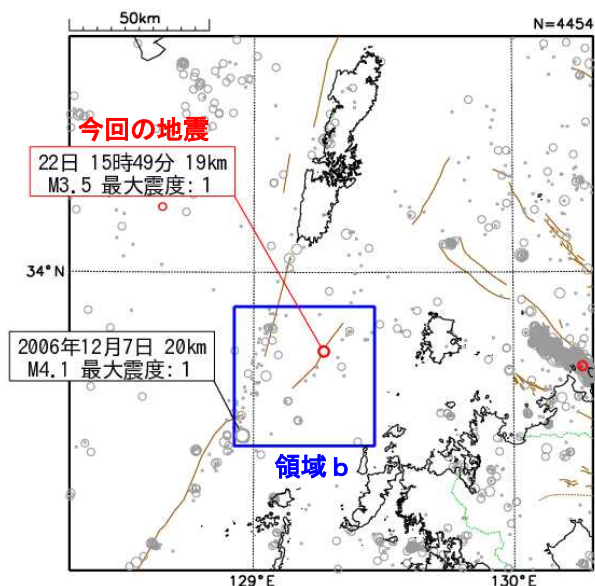 50km
N=4454
今回の地震
22日 15時49分 19km
M3.5 最大震度:1
34°N
2006年12月7日 20km
M4.1 最大震度:1
領域b
129°E
130°E